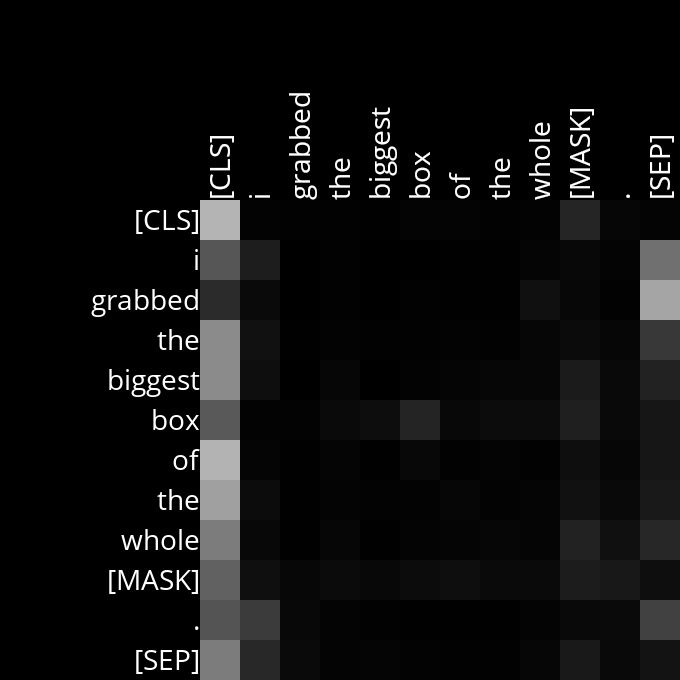 [CLS] i grabbed the biggest box of the whole [MASK] . [SEP]
[CLS]
i
grabbed
the
biggest
box
of
the
whole
[MASK]
.
[SEP]